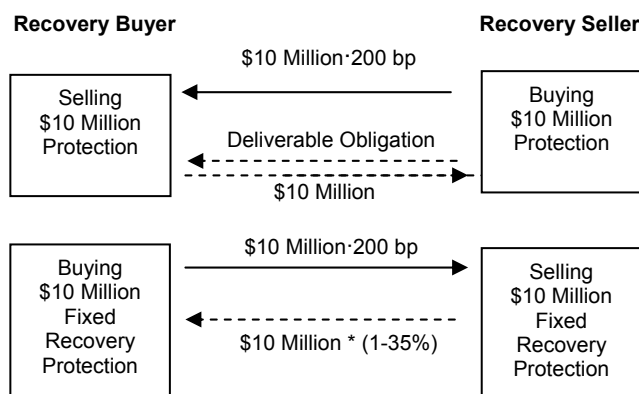 Recovery Buyer
Recovery Seller
$10 Million·200 bp
Selling
$10 Million
Protection
Buying
$10 Million
Protection
Deliverable Obligation
$10 Million
$10 Million·200 bp
Buying
$10 Million
Fixed
Recovery
Protection
Selling
$10 Million
Fixed
Recovery
Protection
$10 Million * (1-35%)